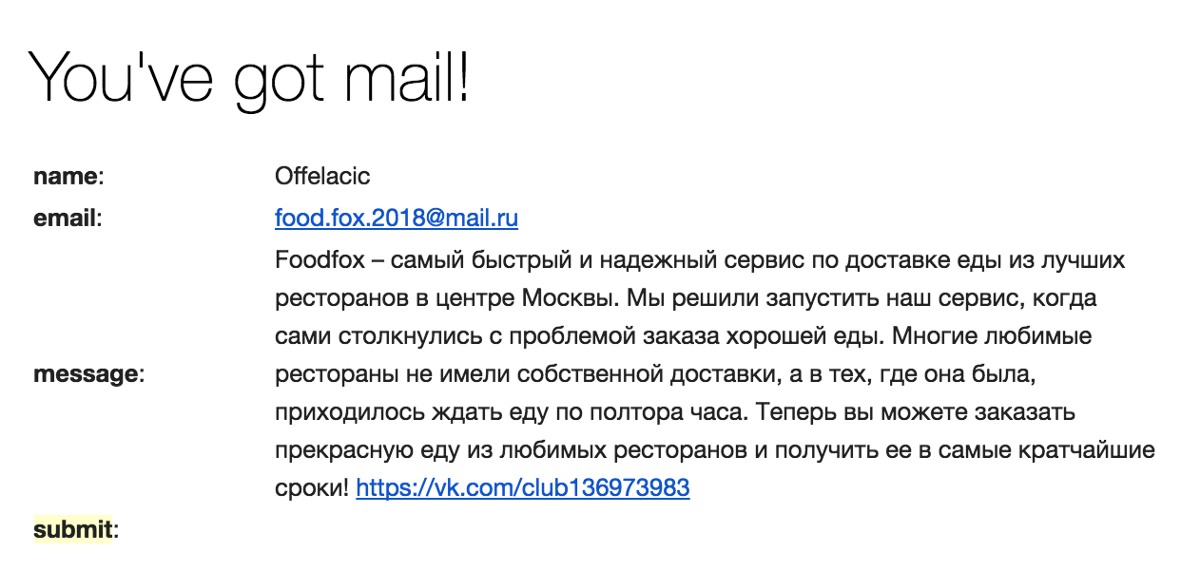 You've got mail!
name: Offelacic
email: food.fox.2018@mail.ru
Foodfox – самый быстрый и надежный сервис по доставке еды из лучших
ресторанов в центре Москвы. Мы решили запустить наш сервис, когда
сами столкнулись с проблемой заказа хорошей еды. Многие любимые
message: рестораны не имели собственной доставки, а в тех, где она была,
приходилось ждать еду по полтора часа. Теперь вы можете заказать
прекрасную еду из любимых ресторанов и получить ее в самые кратчайшие
сроки! https://vk.com/club136973983
submit: